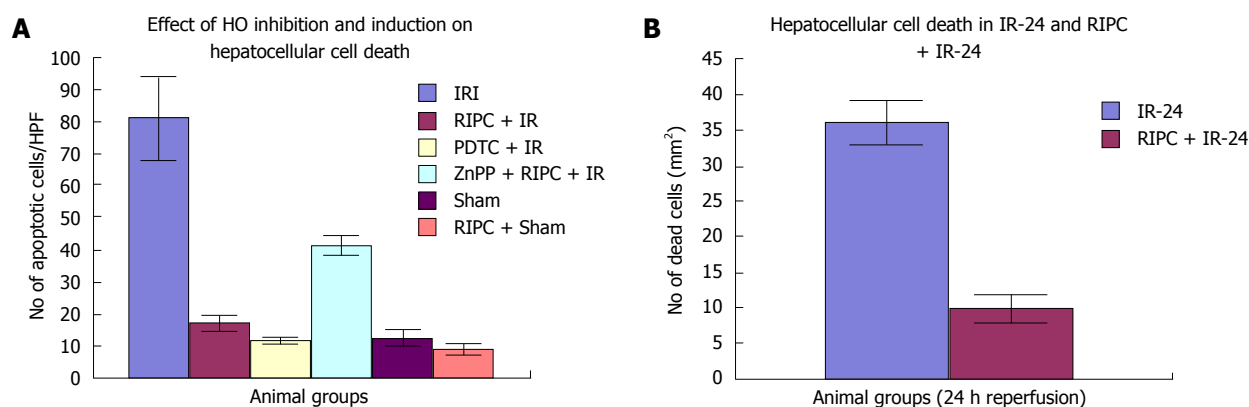 A
Effect of HO inhibition and induction on
hepatocellular cell death
No of apoptotic cells/HPF
100
90
80
70
60
50
40
30
20
10
0
IRI
RIPC + IR
PDTC + IR
ZnPP + RIPC + IR
Sham
RIPC + Sham
Animal groups
B
Hepatocellular cell death in IR-24 and RIPC
+ IR-24
No of dead cells (mm²)
45
40
35
30
25
20
15
10
5
0
IR-24
RIPC + IR-24
Animal groups (24 h reperfusion)